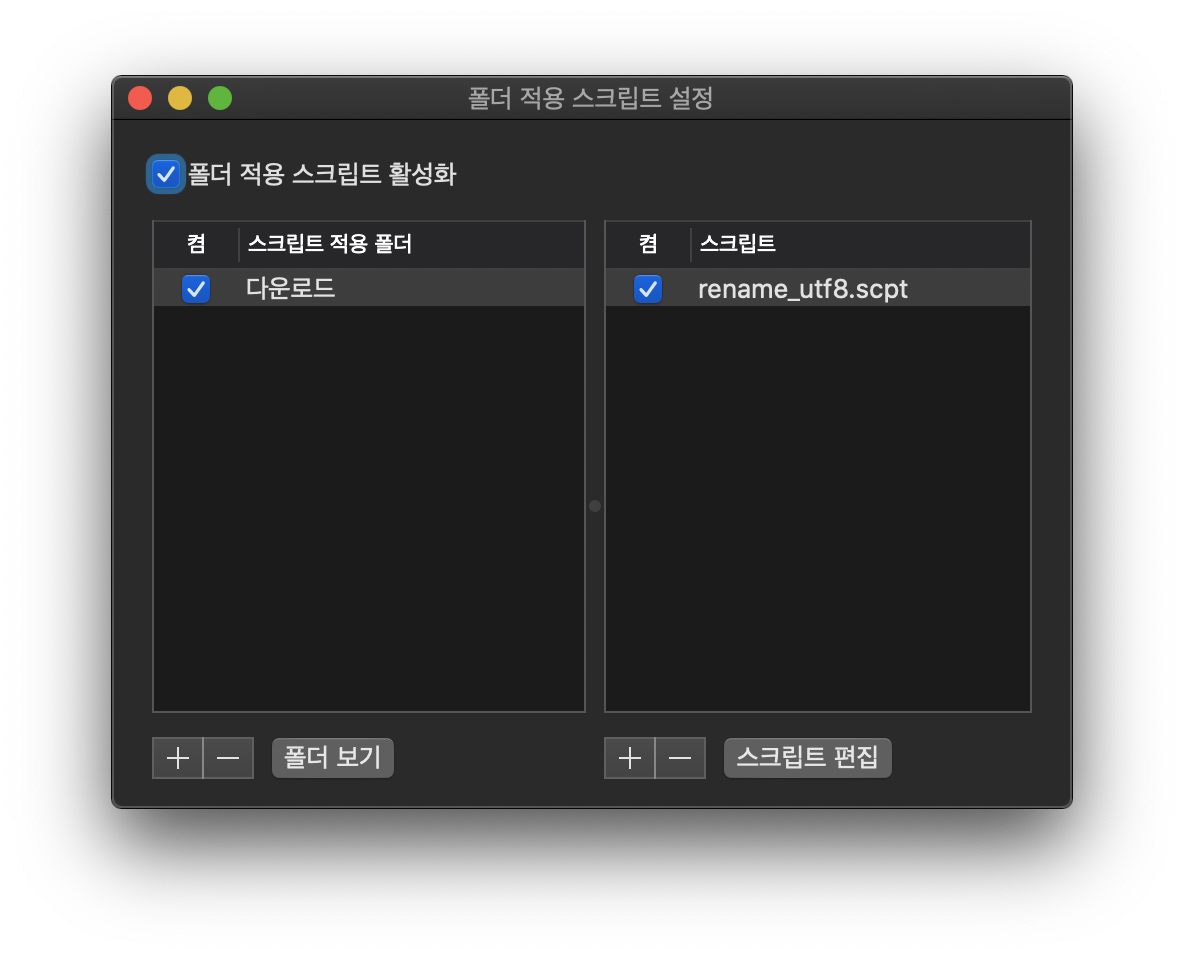 폴더 적용 스크립트 설정
폴더 적용 스크립트 활성화
켬 스크립트 적용 폴더
다운로드
켬 스크립트
rename_utf8.scpt
폴더 보기
스크립트 편집